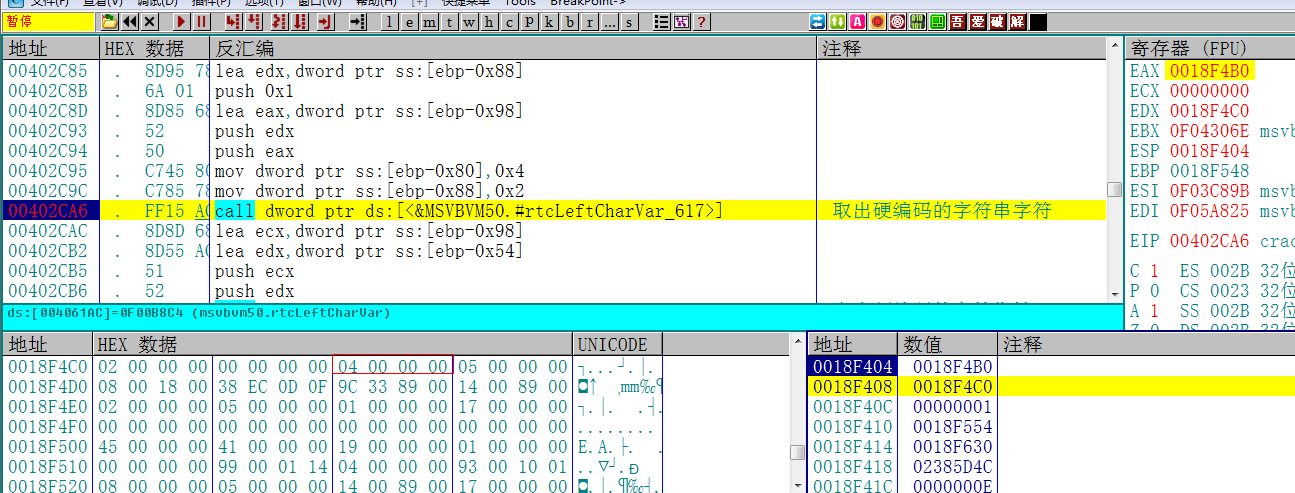 文件(F) 查看(V) 调试(D) 插件(P) 选项(T) 窗口(W) 帮助(H) [+] 快捷菜单 Tools BreakPoint->
暂停 l e m t w h c p k b r ... s ? A 010 101 吾 爱 破 解
地址 HEX 数据 反汇编 注释
00402C85 . 8D95 78 lea edx,dword ptr ss:[ebp-0x88]
00402C8B . 6A 01 push 0x1
00402C8D . 8D85 68 lea eax,dword ptr ss:[ebp-0x98]
00402C93 . 52 push edx
00402C94 . 50 push eax
00402C95 . C745 80 mov dword ptr ss:[ebp-0x80],0x4
00402C9C . C785 78 mov dword ptr ss:[ebp-0x88],0x2
00402CA6 . FF15 AC call dword ptr ds:[<&MSVBVM50.#rtcLeftCharVar_617>] 取出硬编码的字符串字符
00402CAC . 8D8D 68 lea ecx,dword ptr ss:[ebp-0x98]
00402CB2 . 8D55 AC lea edx,dword ptr ss:[ebp-0x54]
00402CB5 . 51 push ecx
00402CB6 . 52 push edx
寄存器 (FPU)
EAX 0018F4B0
ECX 00000000
EDX 0018F4C0
EBX 0F04306E msvb
ESP 0018F404
EBP 0018F548
ESI 0F03C89B msvb
EDI 0F05A825 msvb
EIP 00402CA6 crac
C 1 ES 002B 32位
P 0 CS 0023 32位
A 1 SS 002B 32位
Z 0 DS 002B 32位
ds:[004061AC]=0F00B8C4 (msvbvm50.rtcLeftCharVar)
地址 HEX 数据 UNICODE
0018F4C0 02 00 00 00 00 00 00 00 04 00 00 00 05 00 00 00
0018F4D0 08 00 18 00 38 EC 0D 0F 9C 33 89 00 14 00 89 00
0018F4E0 02 00 00 00 05 00 00 00 01 00 00 00 17 00 00 00
0018F4F0 00 00 00 00 00 00 00 00 00 00 00 00 00 00 00 00 ........
0018F500 45 00 00 00 41 00 00 00 19 00 00 00 01 00 00 00 E.A.├.
0018F510 00 00 00 00 99 00 01 14 04 00 00 00 93 00 10 01
0018F520 08 00 00 00 05 00 00 00 14 00 89 00 17 00 00 00
地址 数值 注释
0018F404 0018F4B0
0018F408 0018F4C0
0018F40C 00000001
0018F410 0018F554
0018F414 0018F630
0018F418 02385D4C
0018F41C 0000000E